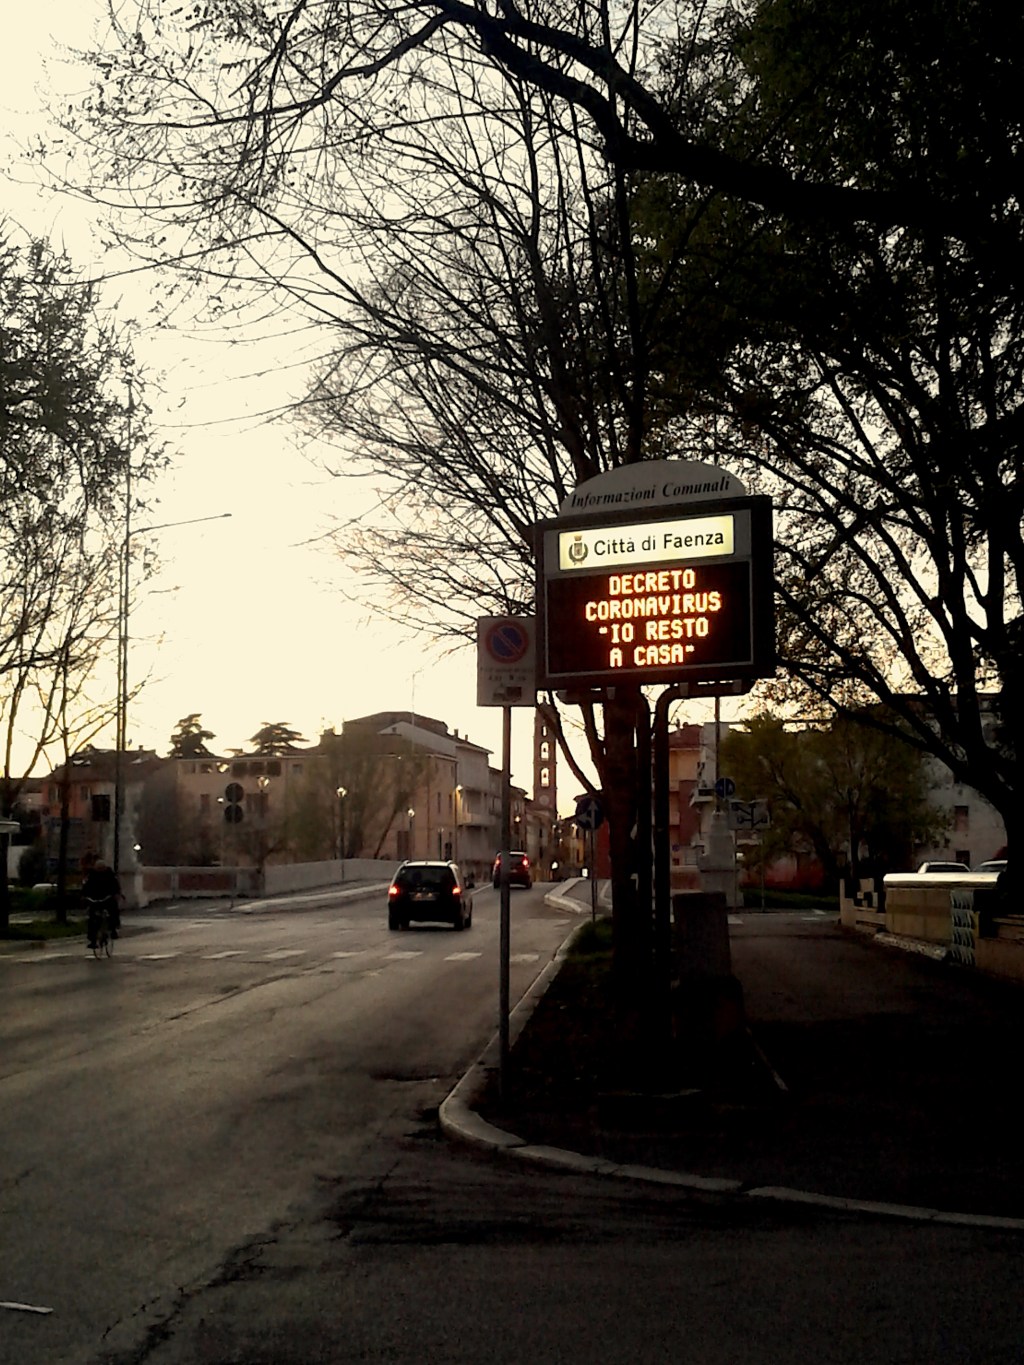 Informazioni Comunali
Città di Faenza
DECRETO
CORONAVIRUS
"IO RESTO
A CASA"